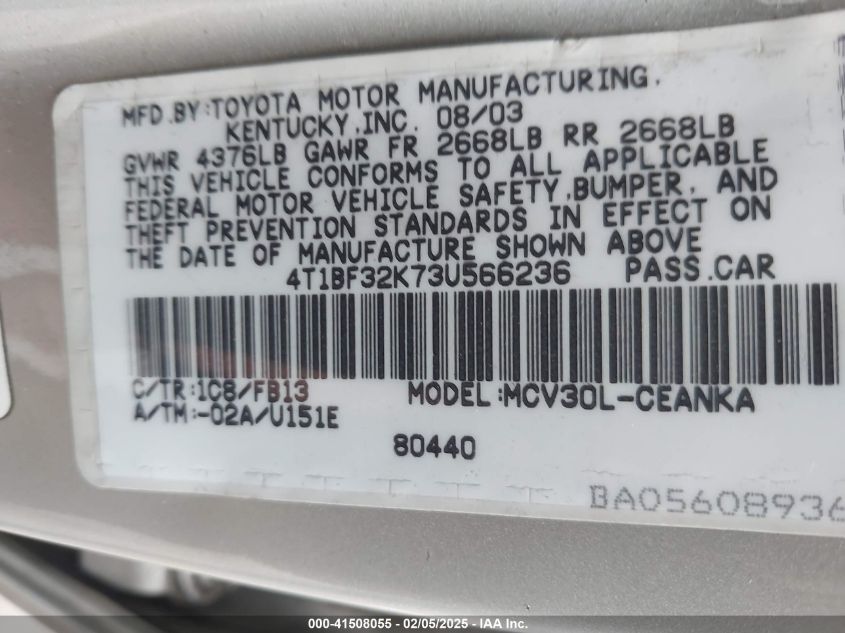 MFD.BY:TOYOTA MOTOR MANUFACTURING.
KENTUCKY,INC. 08/03
GVWR 4376LB GAWR FR 2668LB RR 2668LB
THIS VEHICLE CONFORMS TO ALL APPLICABLE
FEDERAL MOTOR VEHICLE SAFETY,BUMPER, AND
THEFT PREVENTION STANDARDS IN EFFECT ON
THE DATE OF MANUFACTURE SHOWN ABOVE
4T1BF32K73U566236 PASS.CAR
C/TR:1C8/FB13 MODEL:MCV30L-CEANKA
A/TM:-02A/U151E
80440
BA05608936
000-41508055 — 02/05/2025 — IAA Inc.